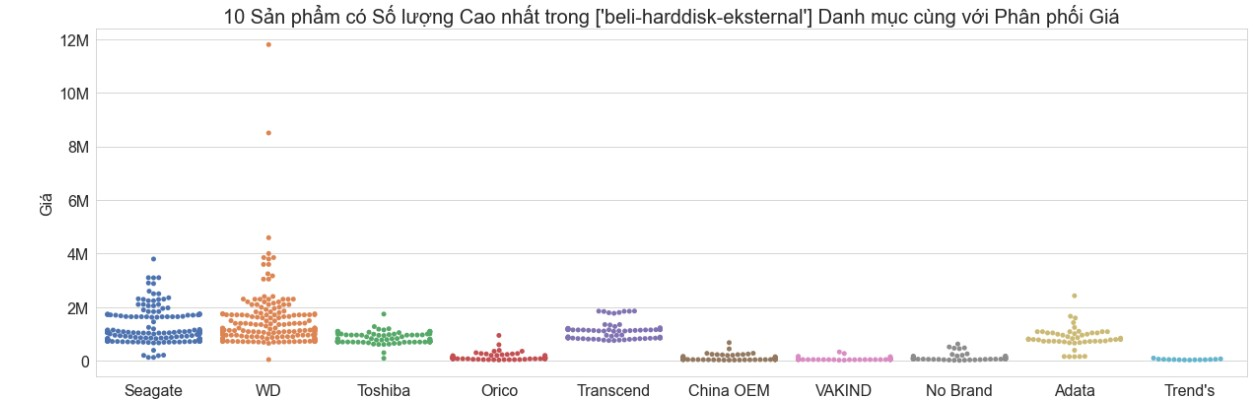 10 Sản phẩm có Số lượng Cao nhất trong ['beli-harddisk-eksternal'] Danh mục cùng với Phân phối Giá
12M
10M
8M
6M
4M
2M
0
Giá
Seagate WD Toshiba Orico Transcend China OEM VAKIND No Brand Adata Trend's